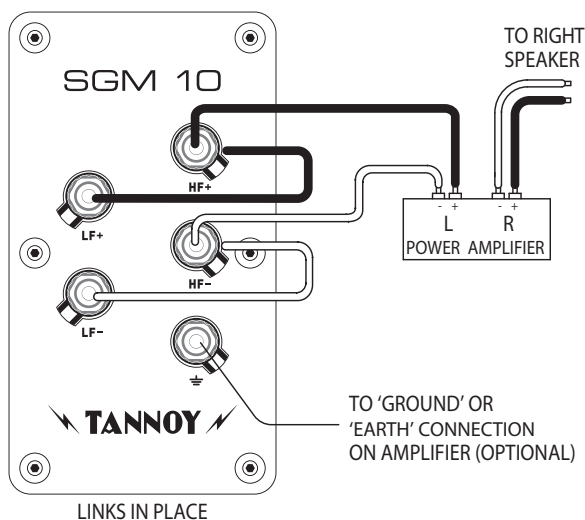 TO RIGHT
SPEAKER
SGM 10
HF+
LF+
- + - +
L R
POWER AMPLIFIER
HF-
LF-
TANNOY
TO ‘GROUND’ OR
‘EARTH’ CONNECTION
ON AMPLIFIER (OPTIONAL)
LINKS IN PLACE